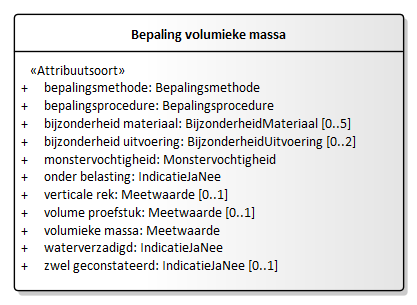 Bepaling volumieke massa
«Attribuutsoort»
+ bepalingsmethode: Bepalingsmethode
+ bepalingsprocedure: Bepalingsprocedure
+ bijzonderheid materiaal: BijzonderheidMateriaal [0..5]
+ bijzonderheid uitvoering: BijzonderheidUitvoering [0..2]
+ monstervochtigheid: Monstervochtigheid
+ onder belasting: IndicatieJaNee
+ verticale rek: Meetwaarde [0..1]
+ volume proefstuk: Meetwaarde [0..1]
+ volumieke massa: Meetwaarde
+ waterverzadigd: IndicatieJaNee
+ zwel geconstateerd: IndicatieJaNee [0..1]